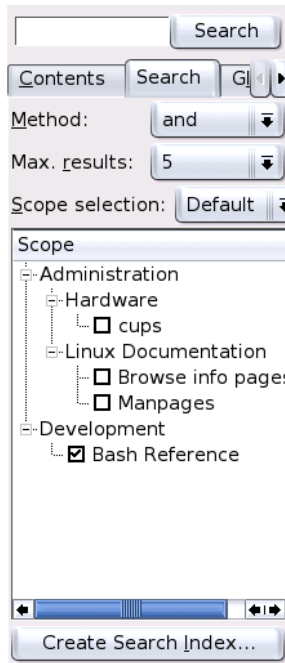 Search
Contents Search Gl
Method: and
Max. results: 5
Scope selection: Default
Scope
Administration
Hardware
cups
Linux Documentation
Browse info pages
Manpages
Development
Bash Reference
Create Search Index...